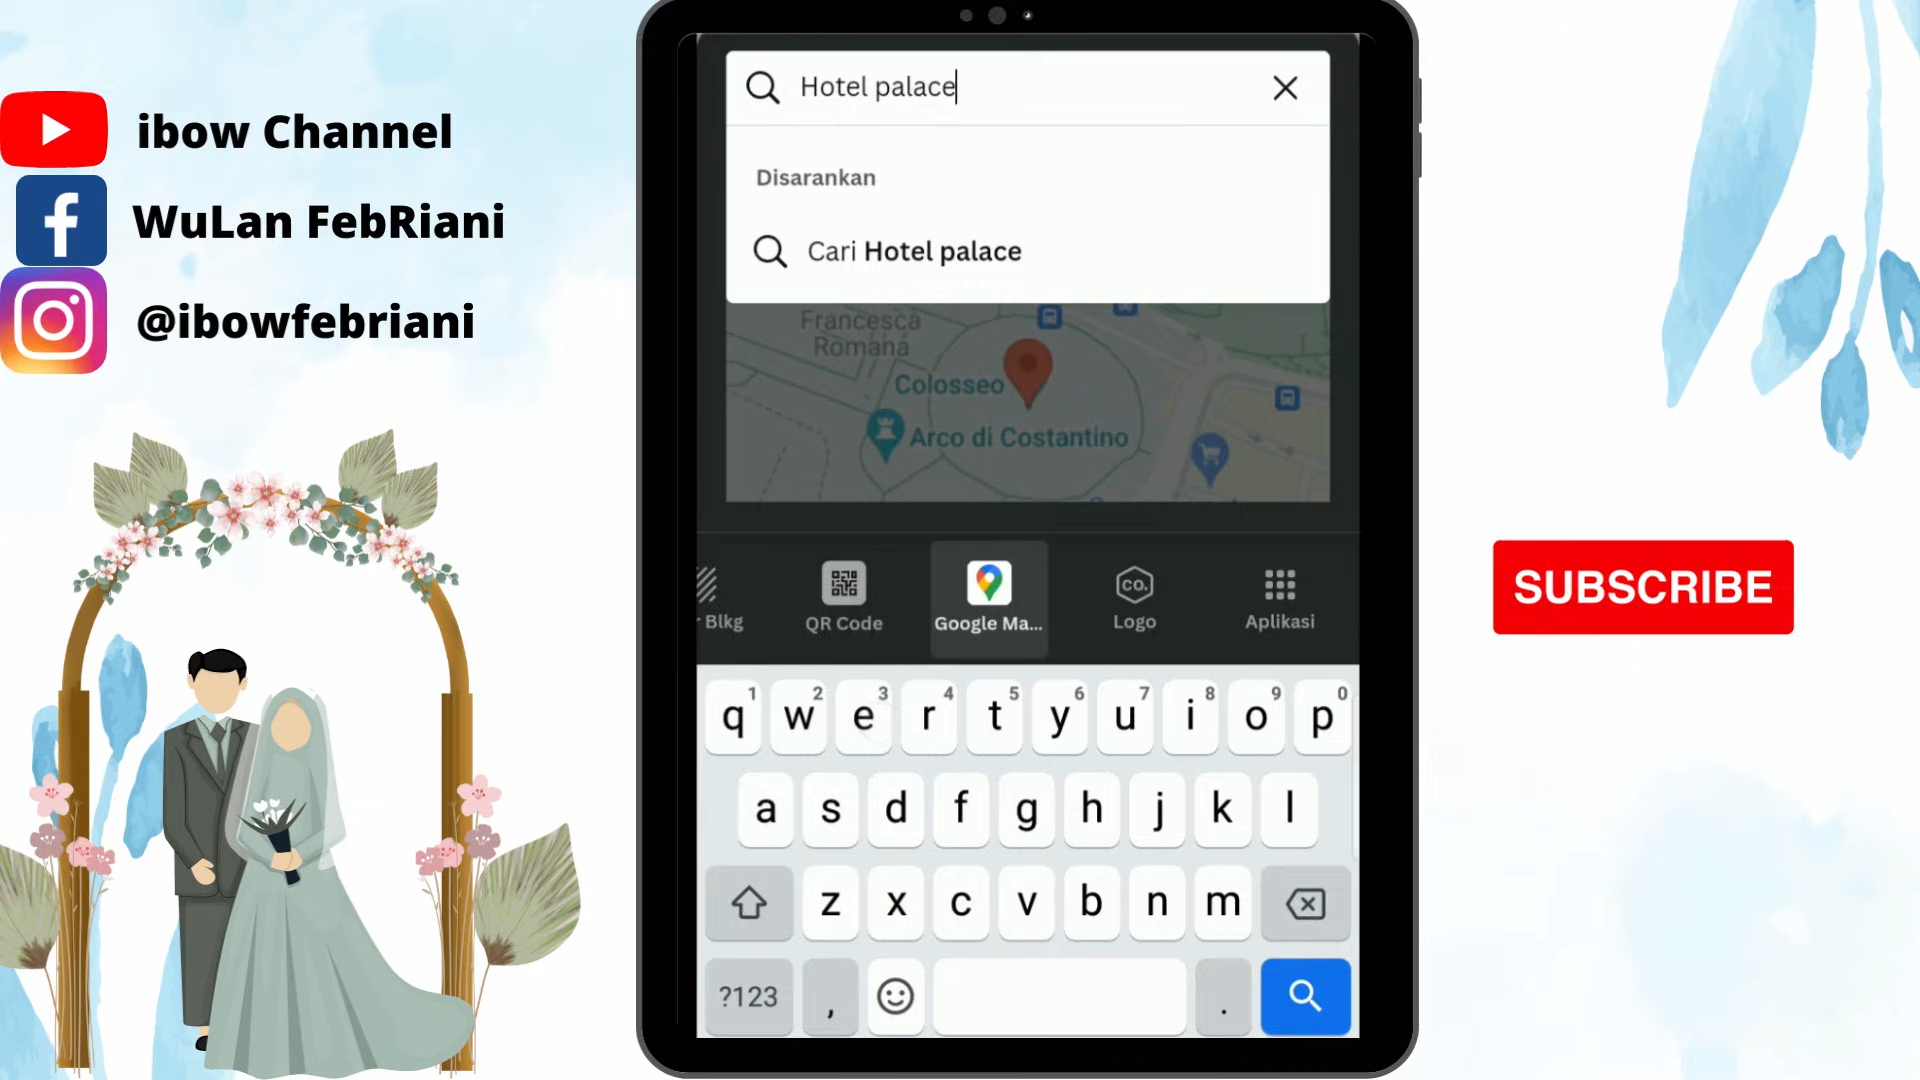 ibow Channel
WuLan FebRiani
@ibowfebriani
Hotel palace
Disarankan
Cari Hotel palace
Francesca
Romana
Colosseo
Arco di Costantino
r Blkg
QR Code
Google Ma...
CO.
Logo
Aplikasi
1 2 3 4 5 6 7 8 9 0
q w e r t y u i o p
a s d f g h j k l
z x c v b n m
?123 , .
SUBSCRIBE